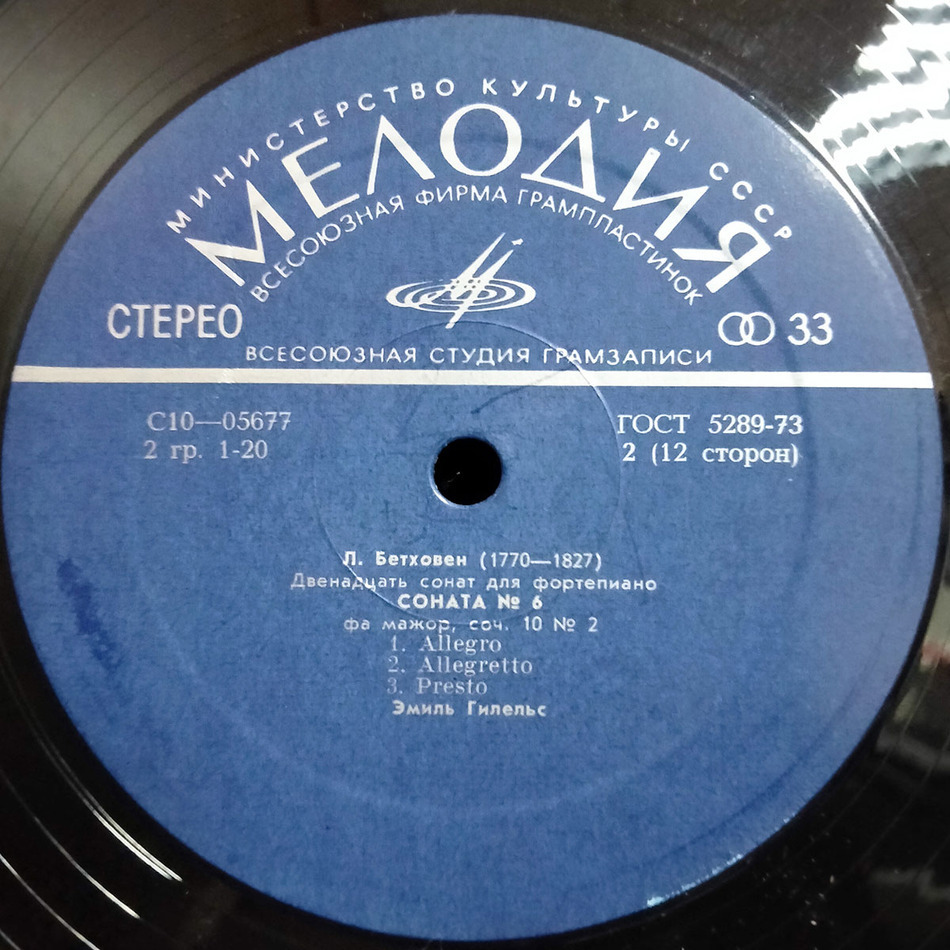 МИНИСТЕРСТВО КУЛЬТУРЫ СССР
МЕЛОДИЯ
ВСЕСОЮЗНАЯ ФИРМА ГРАМПЛАСТИНОК
СТЕРЕО
33
ВСЕСОЮЗНАЯ СТУДИЯ ГРАМЗАПИСИ
С10—05677
ГОСТ 5289-73
2 гр. 1-20
2 (12 сторон)
Л. Бетховен (1770—1827)
Двенадцать сонат для фортепиано
СОНАТА № 6
фа мажор, соч. 10 № 2
1. Allegro
2. Allegretto
3. Presto
Эмиль Гилельс